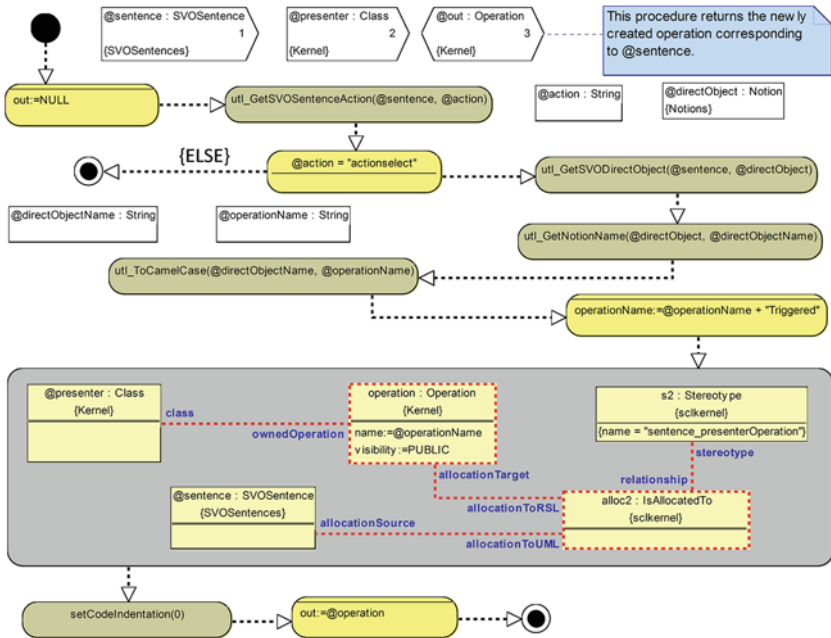 @sentence : SVOSentence
1
{SVOSentences}
@presenter : Class
2
{Kernel}
@out : Operation
3
{Kernel}
This procedure returns the newly
created operation corresponding
to @sentence.
out:=NULL
utl_GetSVOSentenceAction(@sentence, @action)
@action : String
@directObject : Notion
{Notions}
{ELSE}
@action = "actionselect"
utl_GetSVODirectObject(@sentence, @directObject)
@directObjectName : String
@operationName : String
utl_GetNotionName(@directObject, @directObjectName)
utl_ToCamelCase(@directObjectName, @operationName)
operationName:=@operationName + "Triggered"
@presenter : Class
{Kernel}
class
ownedOperation
operation : Operation
{Kernel}
name:=@operationName
visibility:=PUBLIC
s2 : Stereotype
{sclkernel}
{name = "sentence_presenterOperation"}
stereotype
allocationTarget
relationship
@sentence : SVOSentence
{SVOSentences}
allocationSource
allocationToRSL
allocationToUML
alloc2 : IsAllocatedTo
{sclkernel}
setCodeIndentation(0)
out:=@operation